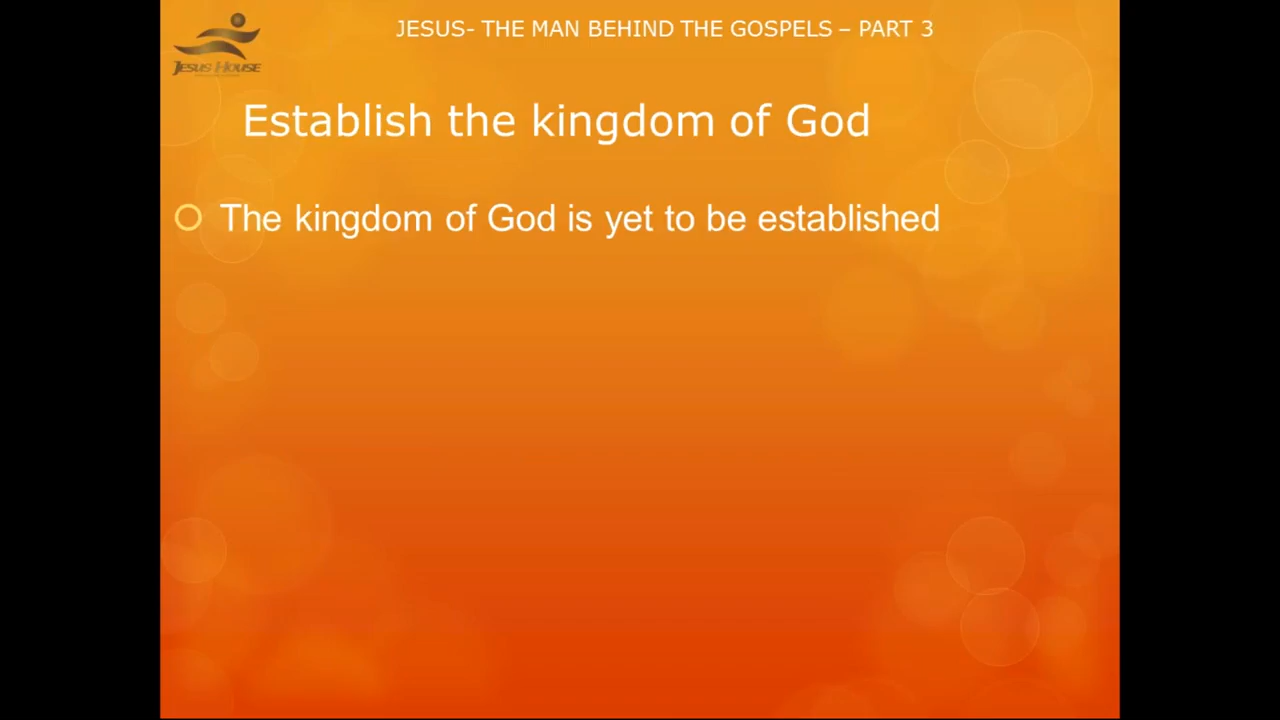 JESUS- THE MAN BEHIND THE GOSPELS – PART 3
JESUS HOUSE
Establish the kingdom of God
The kingdom of God is yet to be established